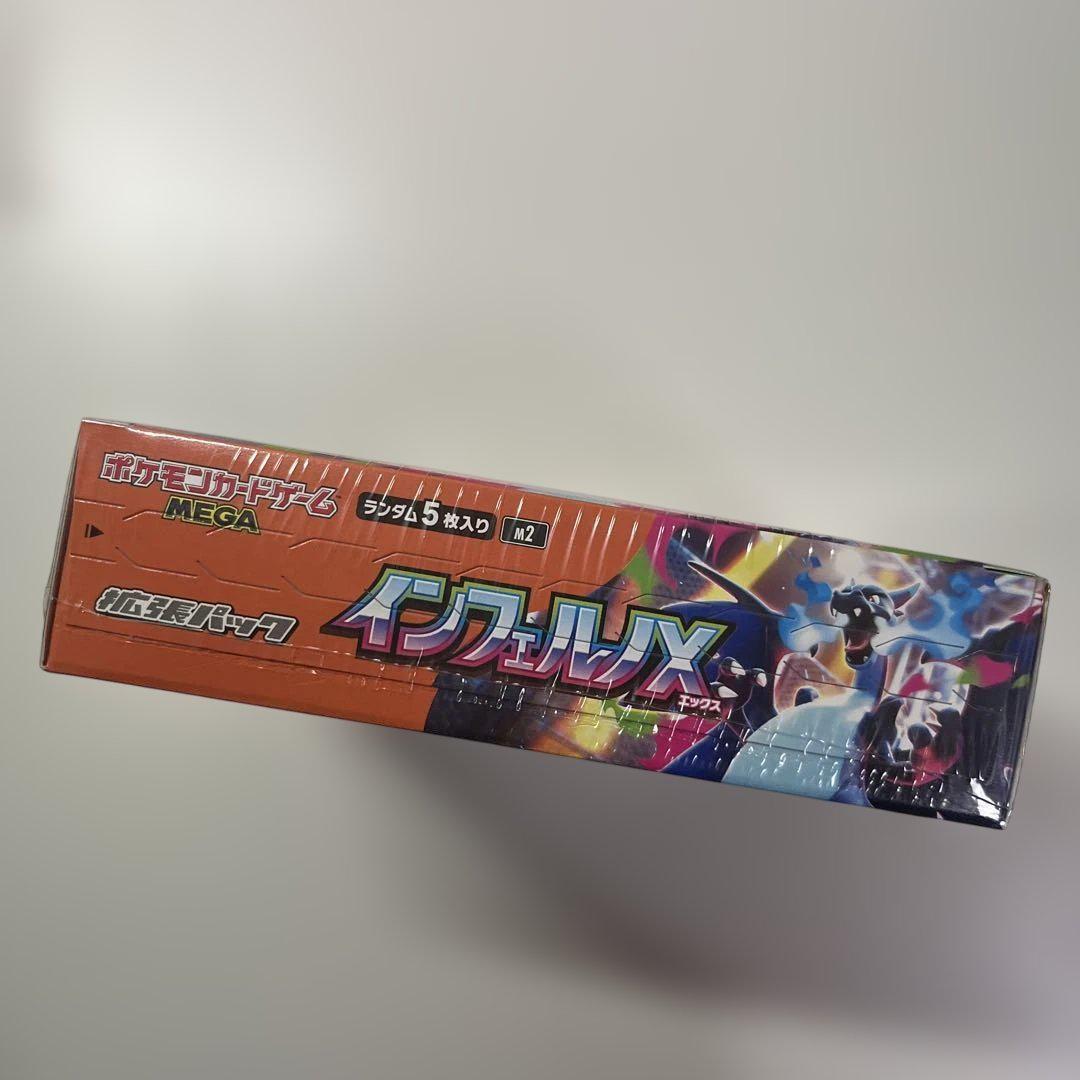 ポケモンカードゲーム
MEGA
ランダム5枚入り M2
拡張パック
インフェルノX
エックス